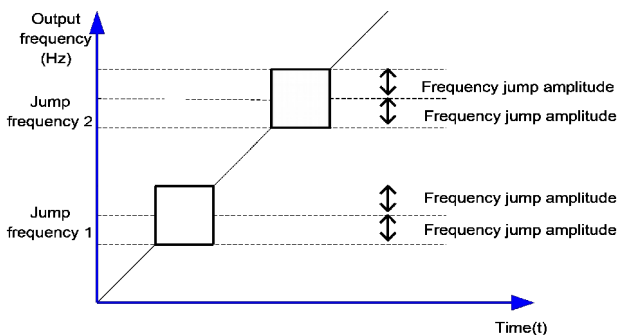 Output
frequency
(Hz)
Jump
frequency 2
Frequency jump amplitude
Frequency jump amplitude
Jump
frequency 1
Frequency jump amplitude
Frequency jump amplitude
Time(t)